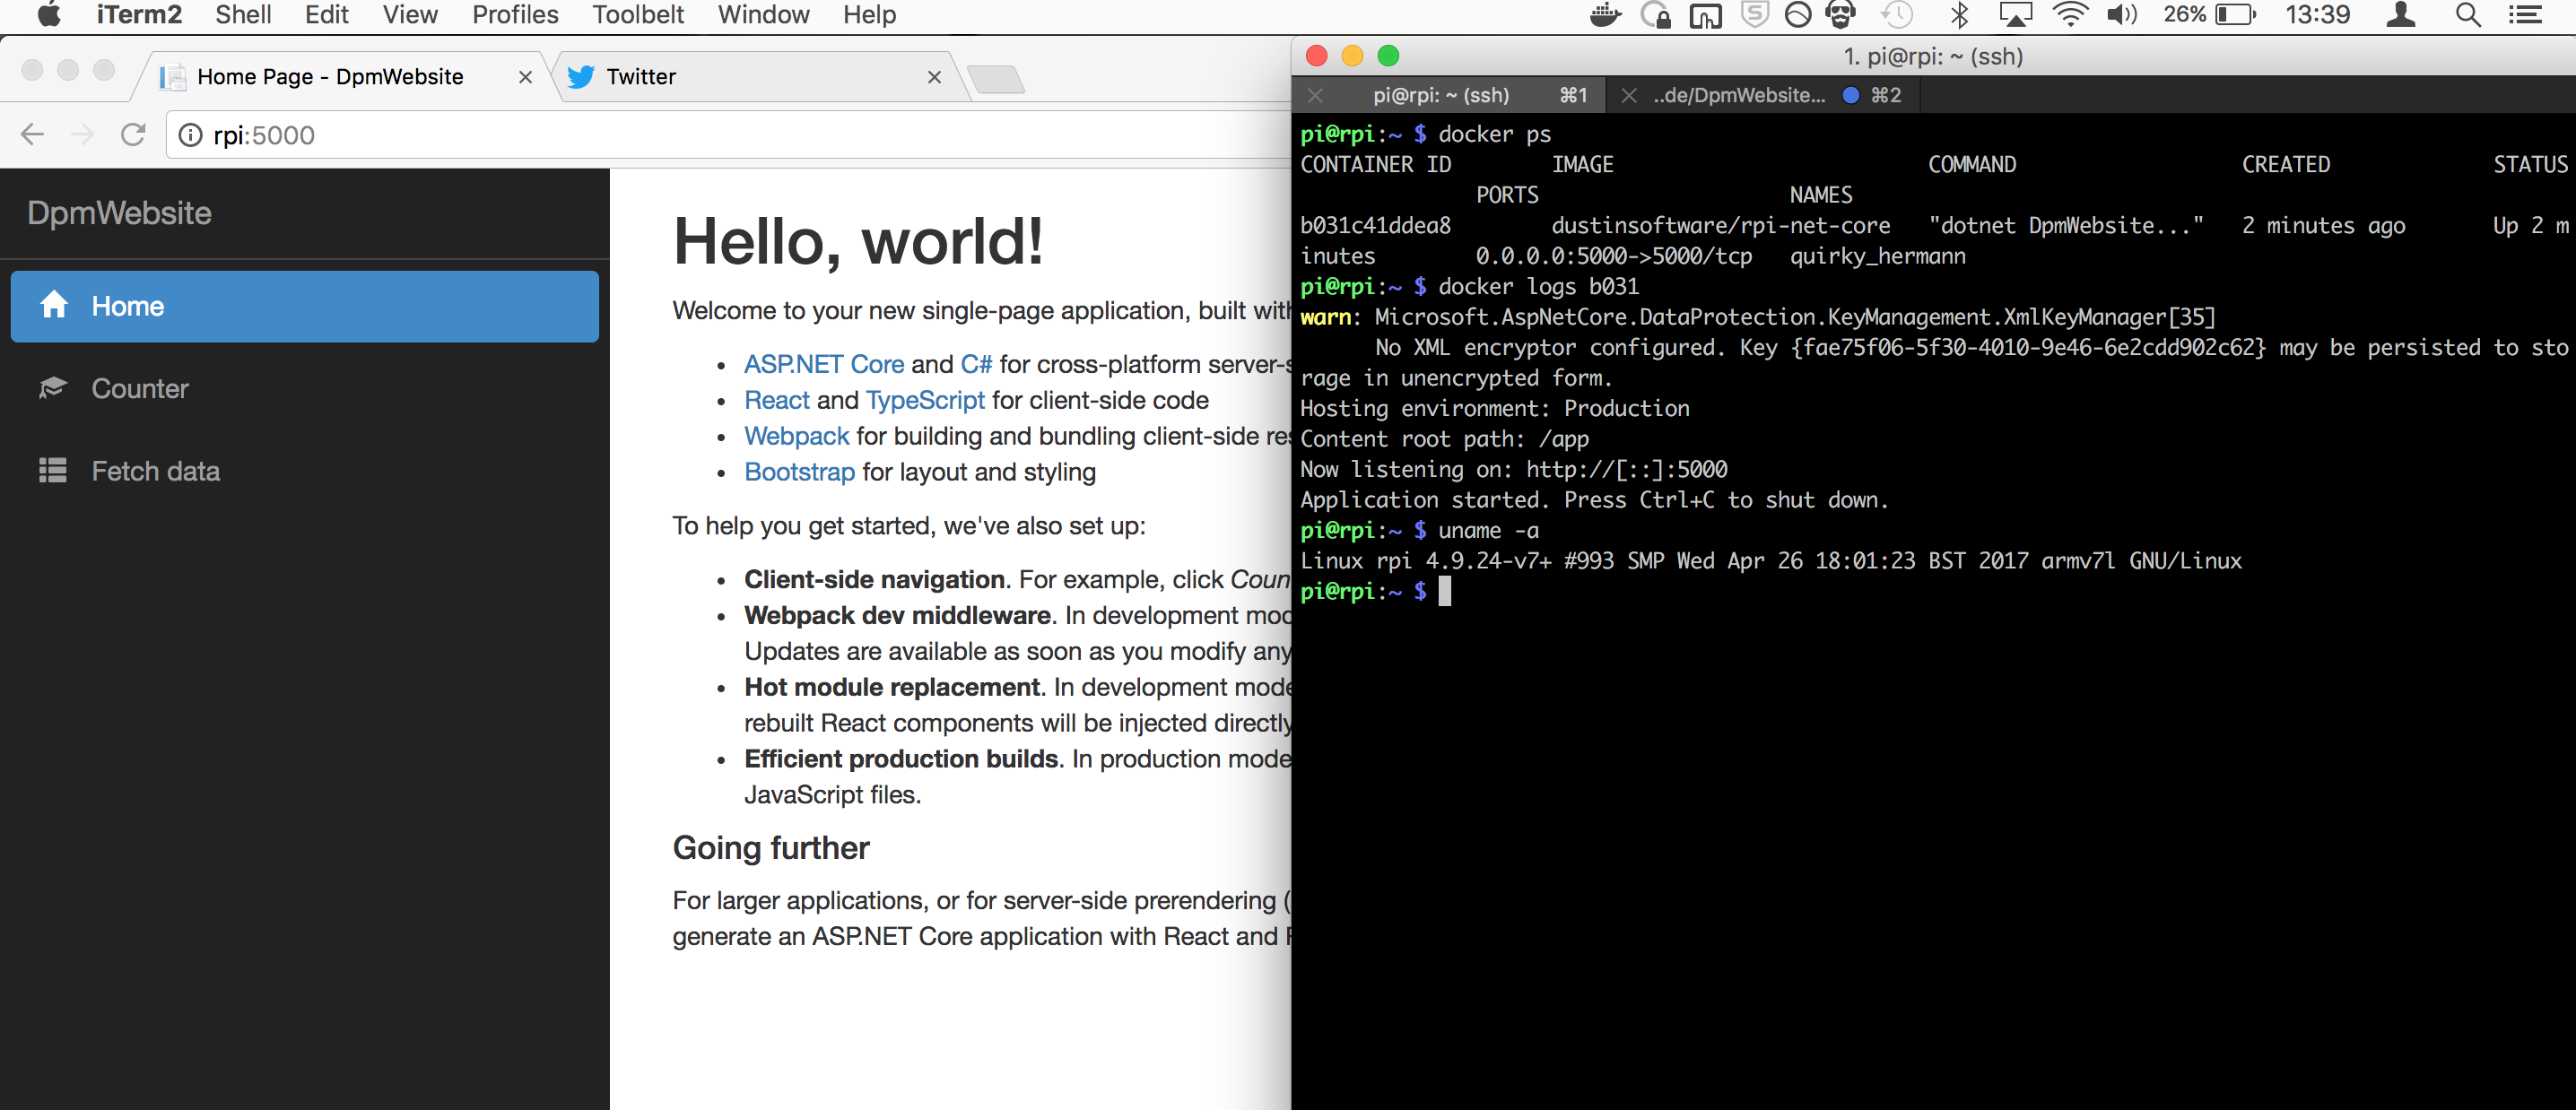 iTerm2 Shell Edit View Profiles Toolbelt Window Help 26% 13:39
Home Page - DpmWebsite
Twitter
rpi:5000
DpmWebsite
Home
Counter
Fetch data
Hello, world!
Welcome to your new single-page application, built with
ASP.NET Core and C# for cross-platform server-s
React and TypeScript for client-side code
Webpack for building and bundling client-side res
Bootstrap for layout and styling
To help you get started, we've also set up:
Client-side navigation. For example, click Coun
Webpack dev middleware. In development mod
Updates are available as soon as you modify any
Hot module replacement. In development mode
rebuilt React components will be injected directly
Efficient production builds. In production mode
JavaScript files.
Going further
For larger applications, or for server-side prerendering (
generate an ASP.NET Core application with React and
1. pi@rpi: ~ (ssh)
pi@rpi: ~ (ssh) ⌘1 ..de/DpmWebsite... ⌘2
pi@rpi:~ $ docker ps
CONTAINER ID IMAGE COMMAND CREATED STATUS
PORTS NAMES
b031c41ddea8 dustinsoftware/rpi-net-core "dotnet DpmWebsite..." 2 minutes ago Up 2 m
inutes 0.0.0.0:5000->5000/tcp quirky_hermann
pi@rpi:~ $ docker logs b031
warn: Microsoft.AspNetCore.DataProtection.KeyManagement.XmlKeyManager[35]
No XML encryptor configured. Key {fae75f06-5f30-4010-9e46-6e2cdd902c62} may be persisted to sto
rage in unencrypted form.
Hosting environment: Production
Content root path: /app
Now listening on: http://[::]:5000
Application started. Press Ctrl+C to shut down.
pi@rpi:~ $ uname -a
Linux rpi 4.9.24-v7+ #993 SMP Wed Apr 26 18:01:23 BST 2017 armv7l GNU/Linux
pi@rpi:~ $